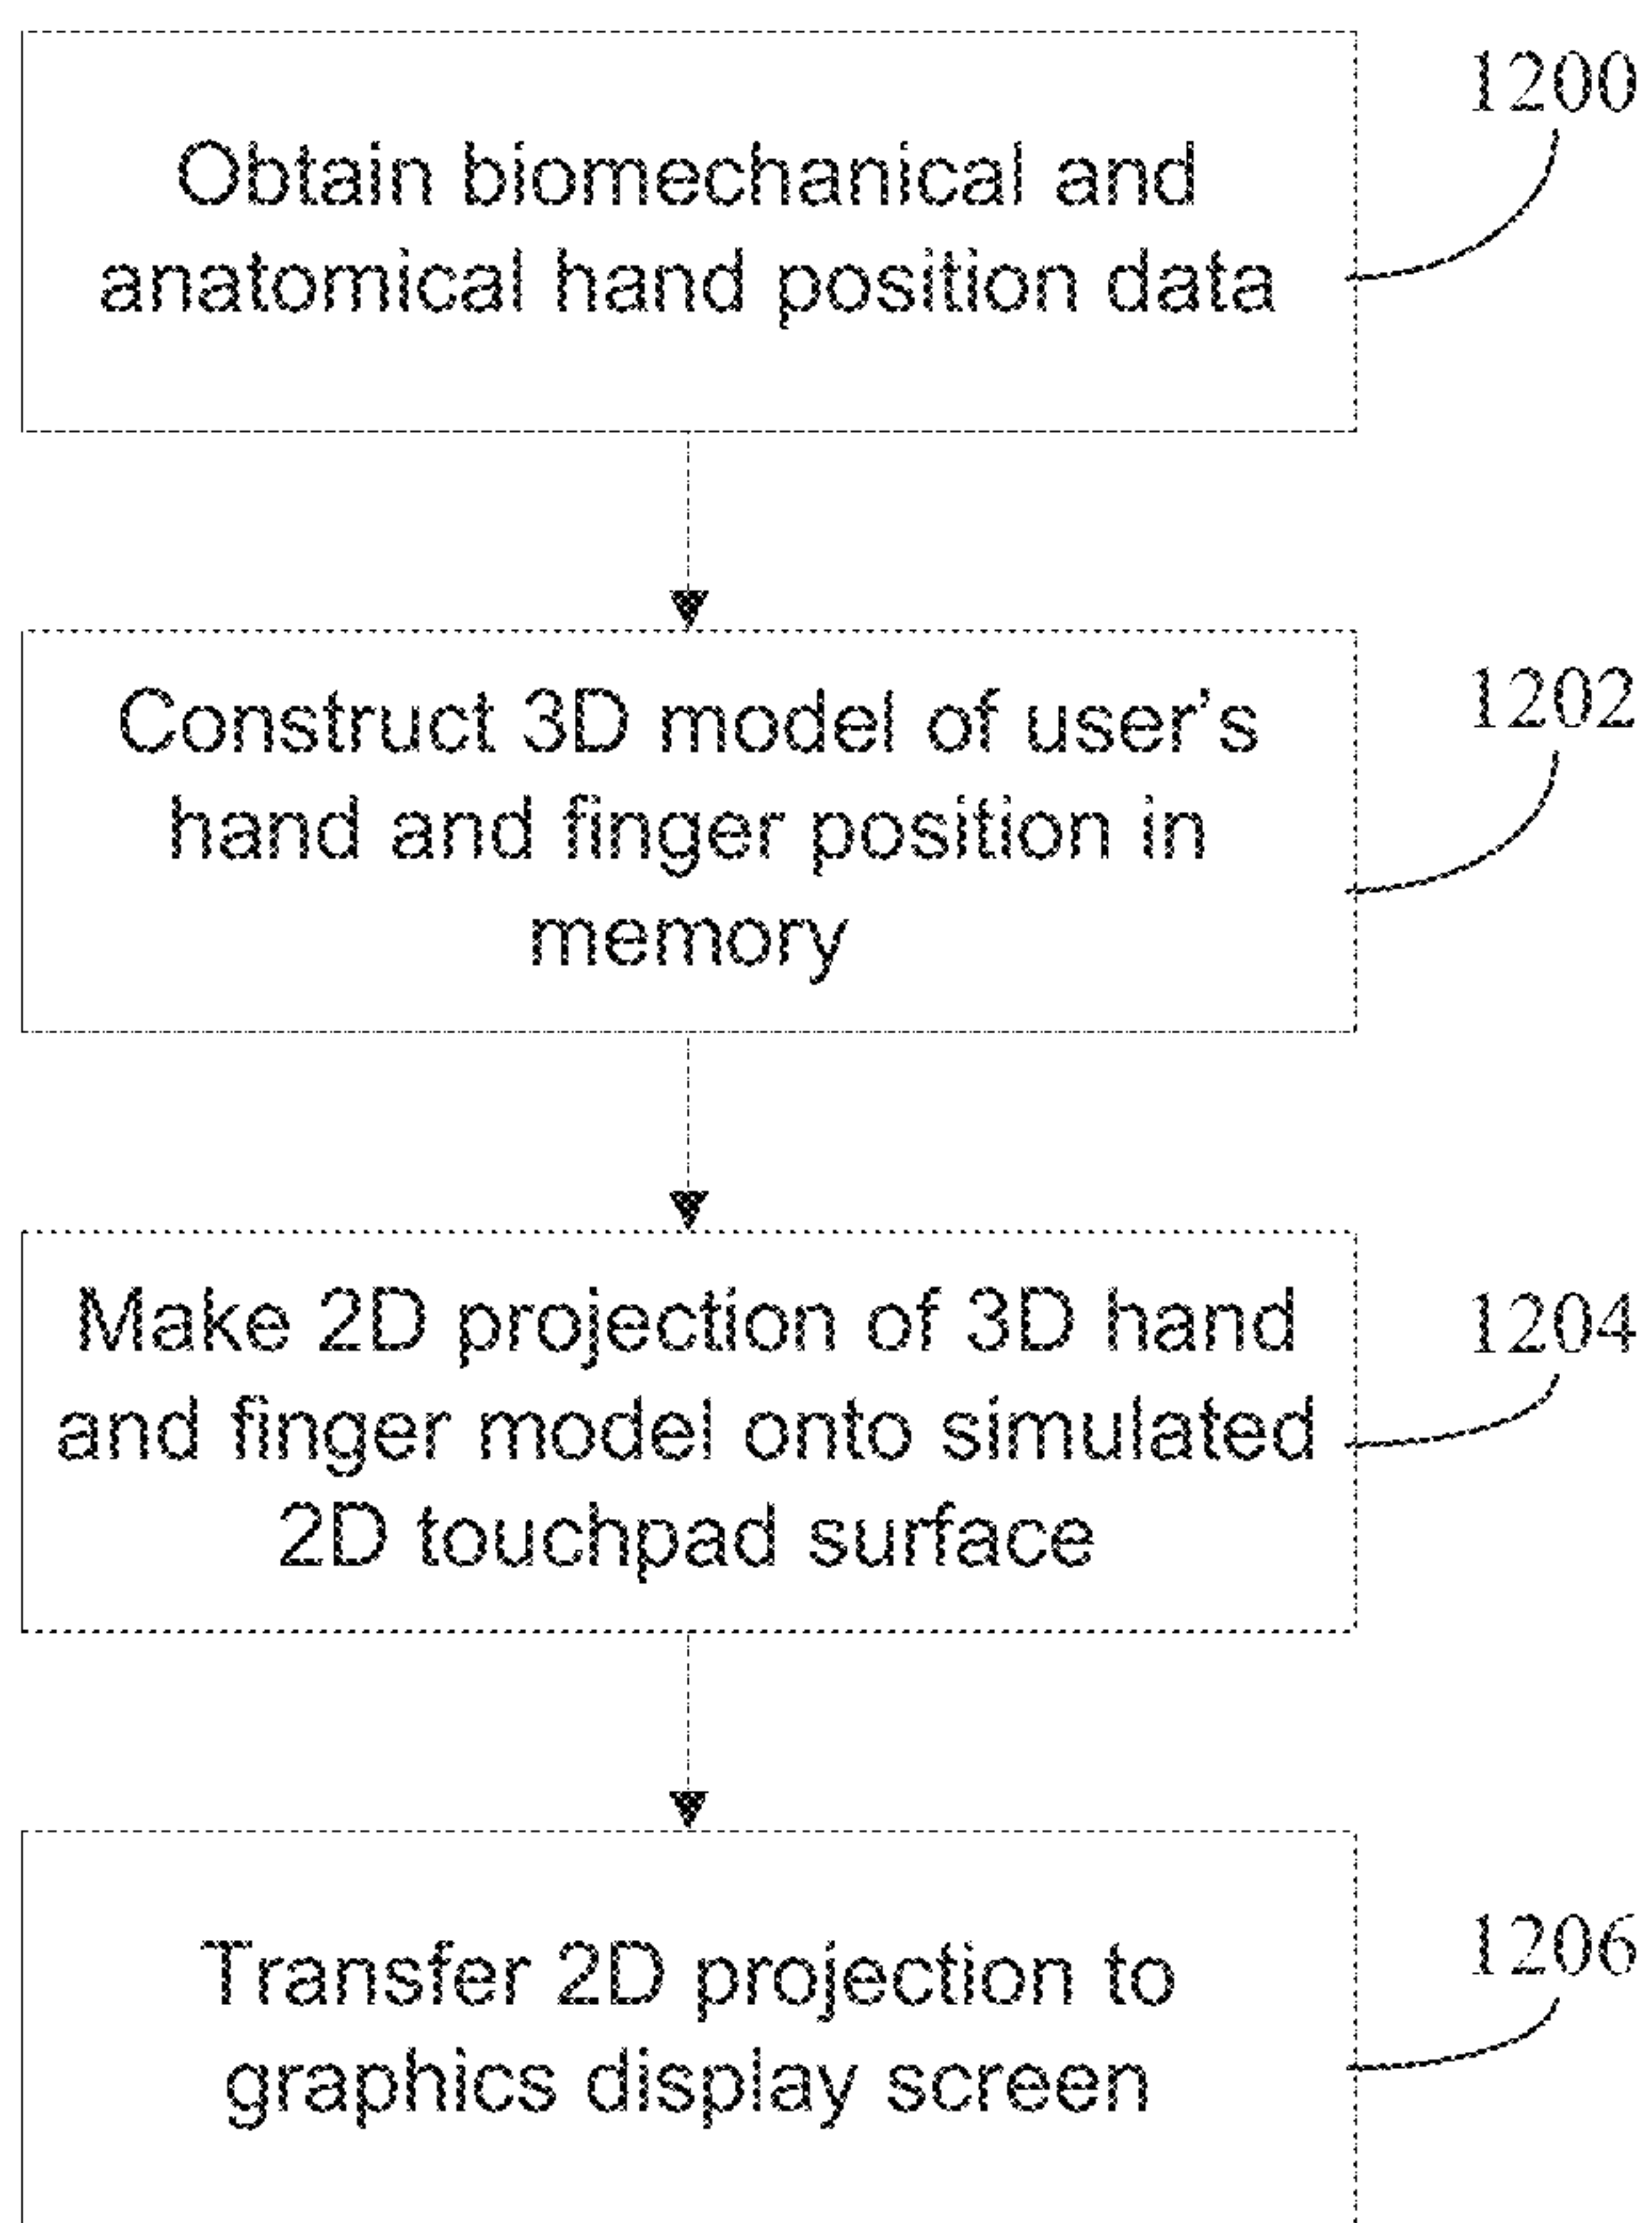 1200
Obtain biomechanical and
anatomical hand position data
1202
Construct 3D model of user's
hand and finger position in
memory
1204
Make 2D projection of 3D hand
and finger model onto simulated
2D touchpad surface
1206
Transfer 2D projection to
graphics display screen